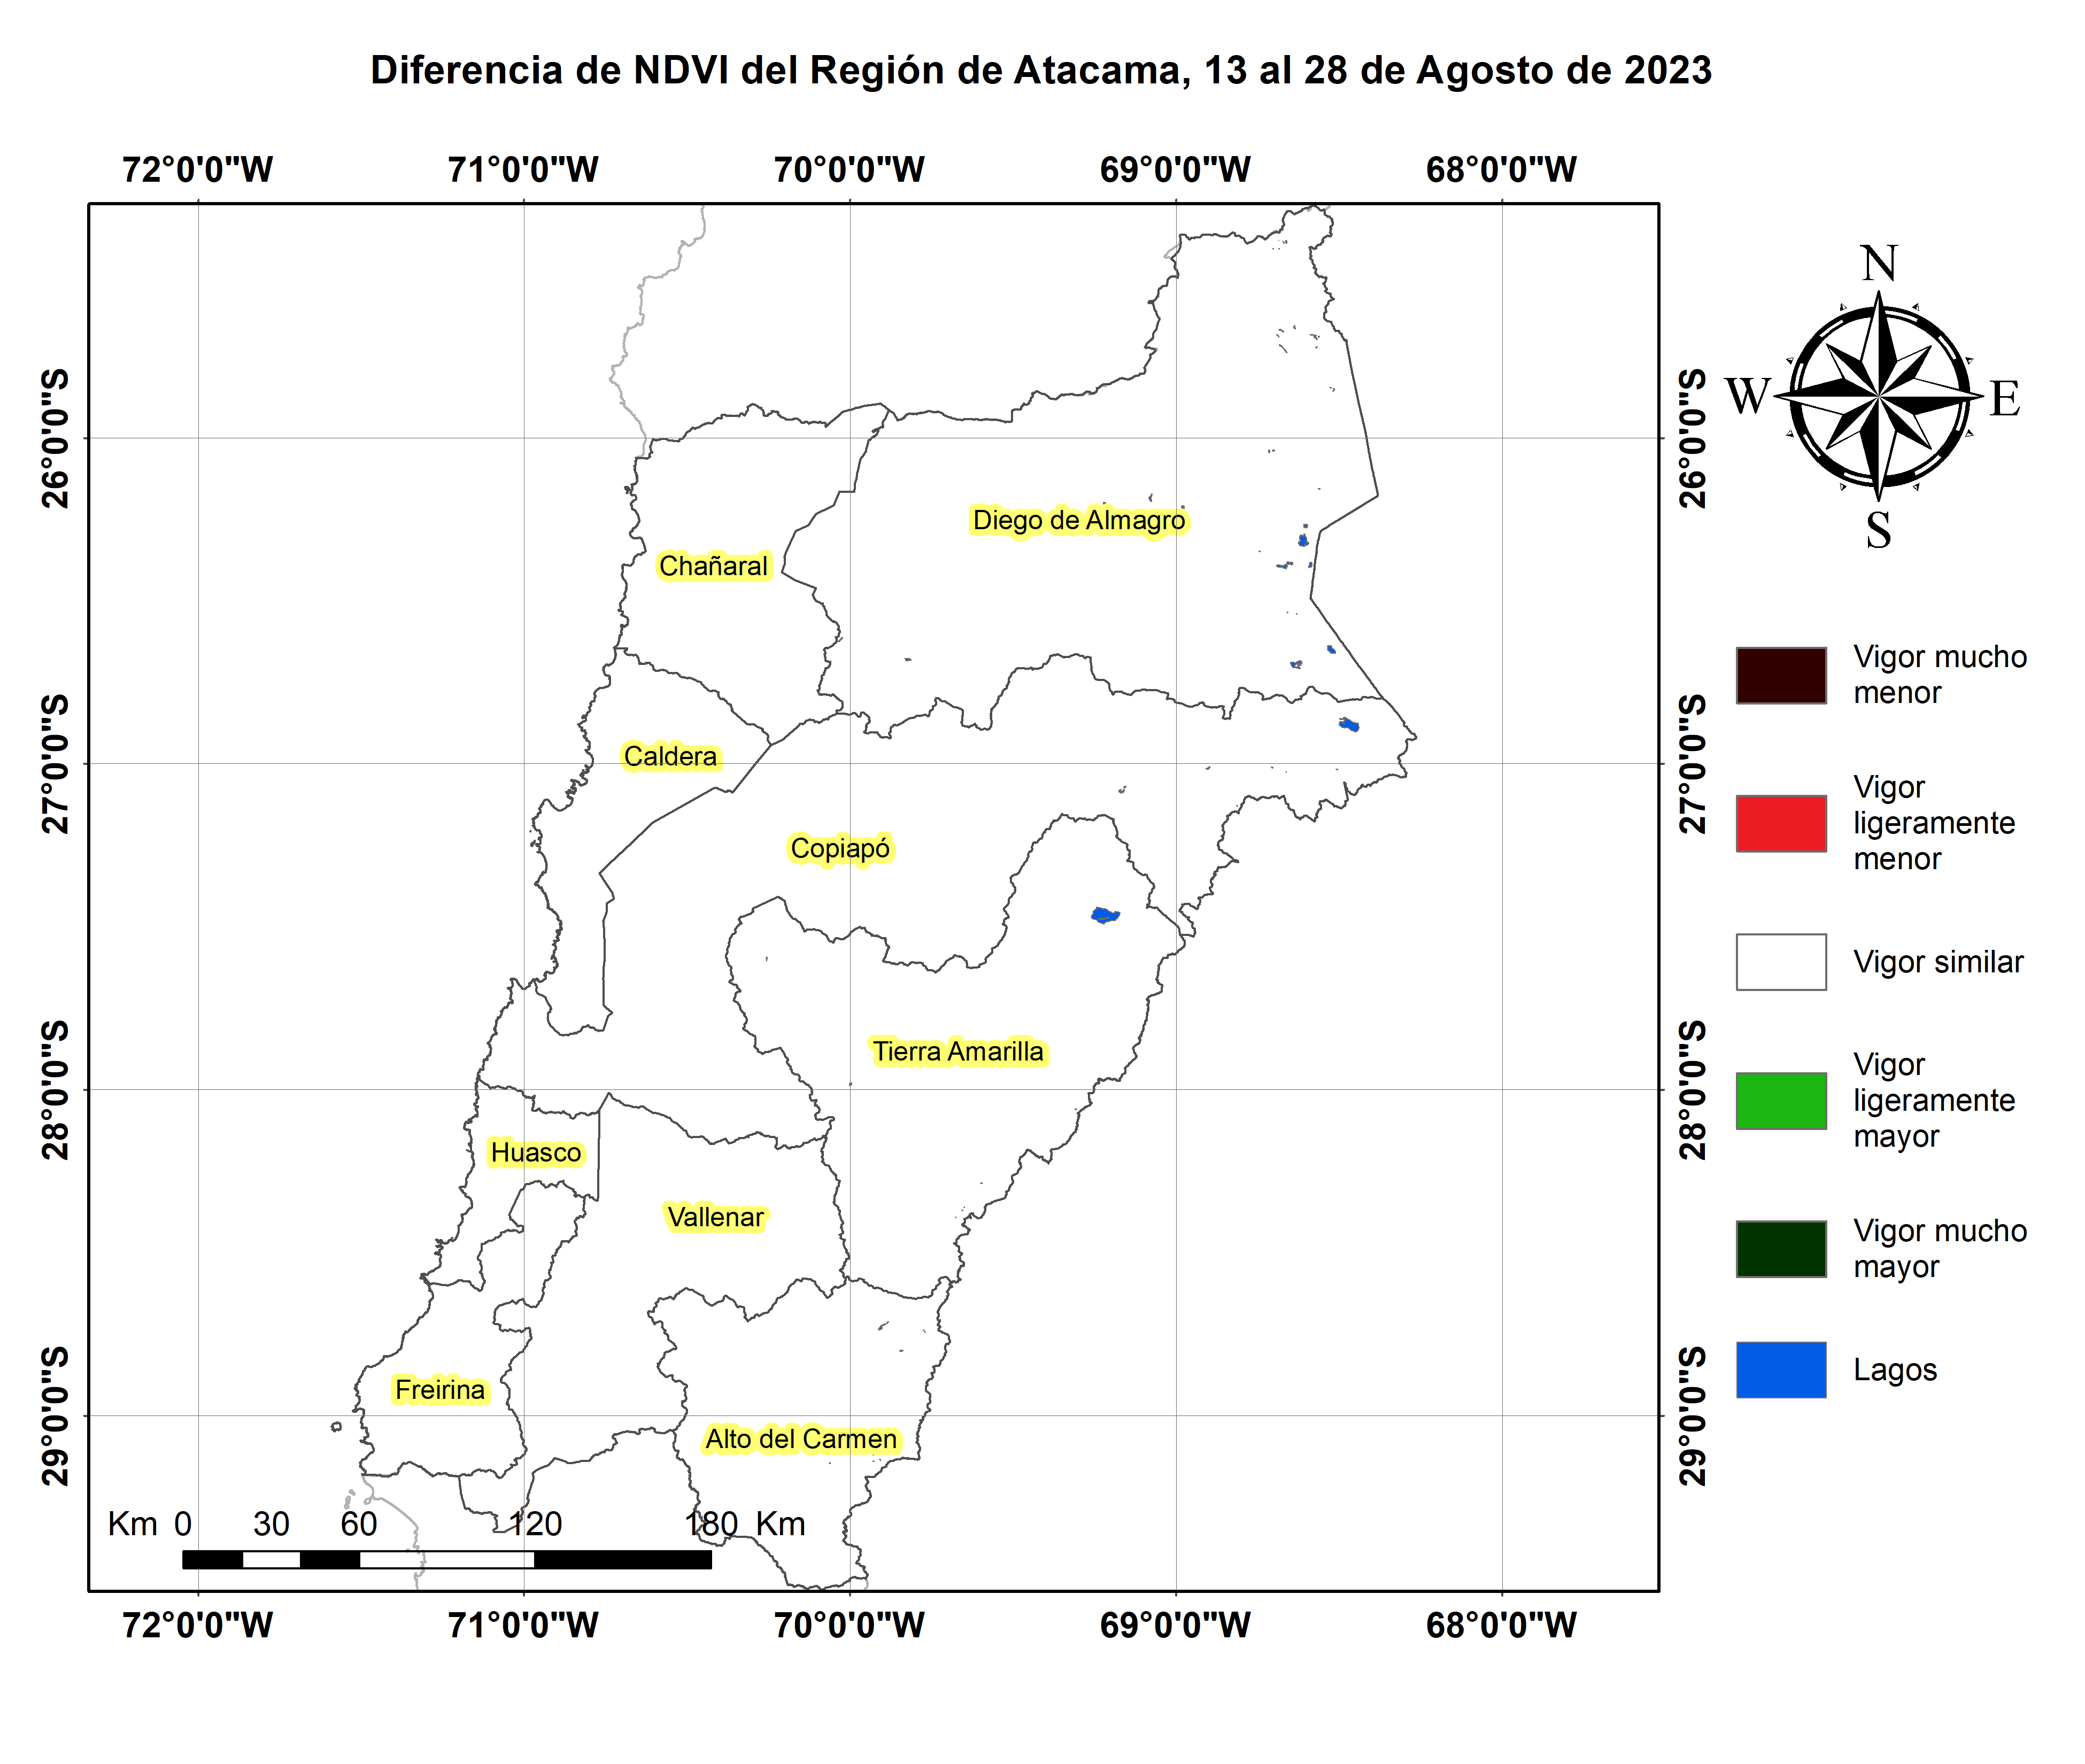 Diferencia de NDVI del Región de Atacama, 13 al 28 de Agosto de 2023
72°0'0"W 71°0'0"W 70°0'0"W 69°0'0"W 68°0'0"W
26°0'0"S
27°0'0"S
28°0'0"S
29°0'0"S
Diego de Almagro
Chañaral
Caldera
Copiapó
Tierra Amarilla
Huasco
Vallenar
Freirina
Alto del Carmen
Km 0 30 60 120 180 Km
72°0'0"W 71°0'0"W 70°0'0"W 69°0'0"W 68°0'0"W
26°0'0"S
27°0'0"S
28°0'0"S
29°0'0"S
N
W E
S
Vigor mucho
menor
Vigor
ligeramente
menor
Vigor similar
Vigor
ligeramente
mayor
Vigor mucho
mayor
Lagos